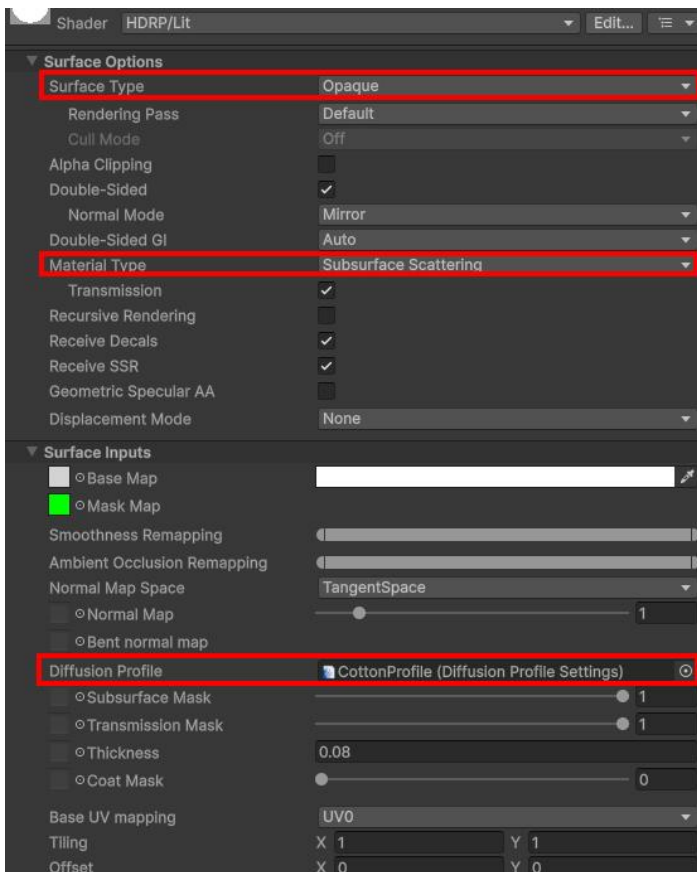 Shader HDRP/Lit Edit...
Surface Options
Surface Type Opaque
Rendering Pass Default
Cull Mode Off
Alpha Clipping
Double-Sided
Normal Mode Mirror
Double-Sided GI Auto
Material Type Subsurface Scattering
Transmission
Recursive Rendering
Receive Decals
Receive SSR
Geometric Specular AA
Displacement Mode None
Surface Inputs
Base Map
Mask Map
Smoothness Remapping
Ambient Occlusion Remapping
Normal Map Space TangentSpace
Normal Map 1
Bent normal map
Diffusion Profile CottonProfile (Diffusion Profile Settings)
Subsurface Mask 1
Transmission Mask 1
Thickness 0.08
Coat Mask 0
Base UV mapping UV0
Tiling X 1 Y 1
Offset X 0 Y 0